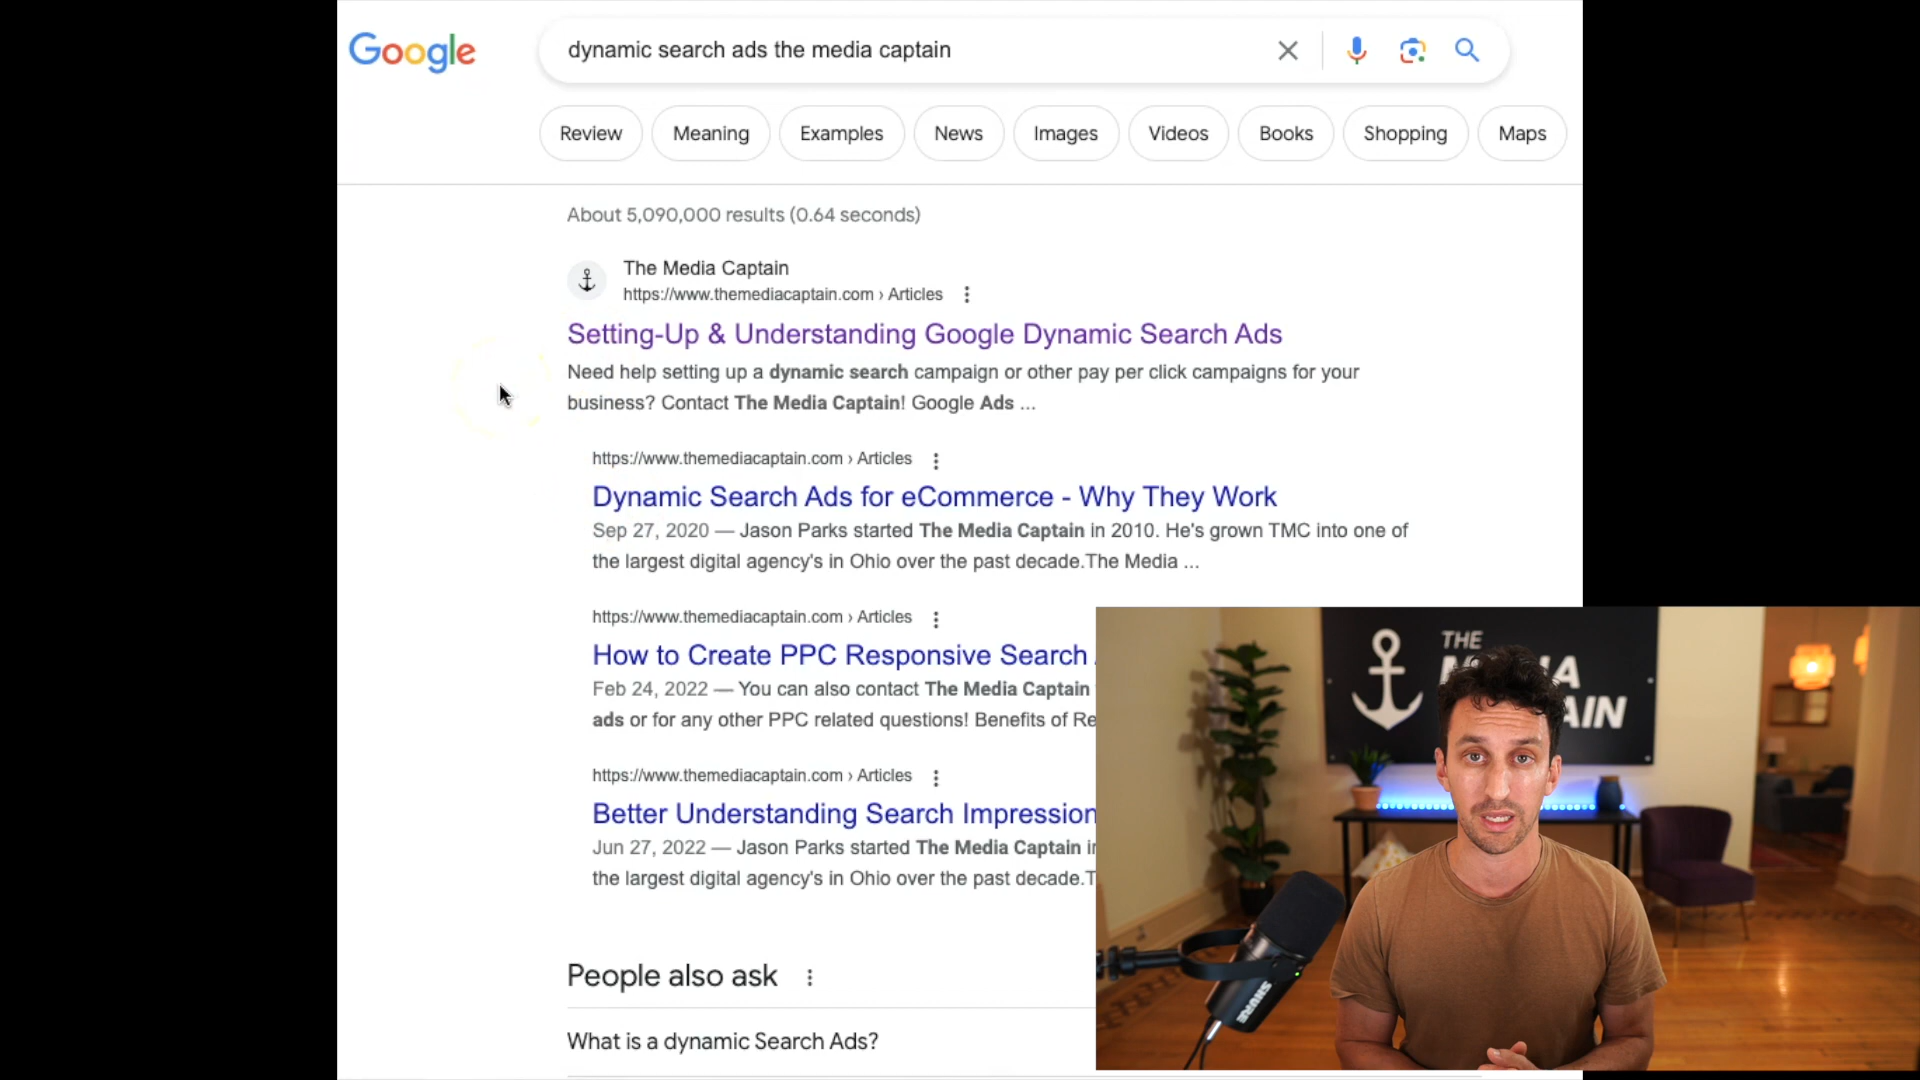 Google
dynamic search ads the media captain
Review
Meaning
Examples
News
Images
Videos
Books
Shopping
Maps
About 5,090,000 results (0.64 seconds)
The Media Captain
https://www.themediacaptain.com › Articles
Setting-Up & Understanding Google Dynamic Search Ads
Need help setting up a dynamic search campaign or other pay per click campaigns for your
business? Contact The Media Captain! Google Ads ...
https://www.themediacaptain.com › Articles
Dynamic Search Ads for eCommerce - Why They Work
Sep 27, 2020 — Jason Parks started The Media Captain in 2010. He's grown TMC into one of
the largest digital agency's in Ohio over the past decade.The Media ...
https://www.themediacaptain.com › Articles
How to Create PPC Responsive Search
Feb 24, 2022 — You can also contact The Media Captain
ads or for any other PPC related questions! Benefits of Re
https://www.themediacaptain.com › Articles
Better Understanding Search Impression
Jun 27, 2022 — Jason Parks started The Media Captain in
the largest digital agency's in Ohio over the past decade.T
People also ask
What is a dynamic Search Ads?
THE
SHURE